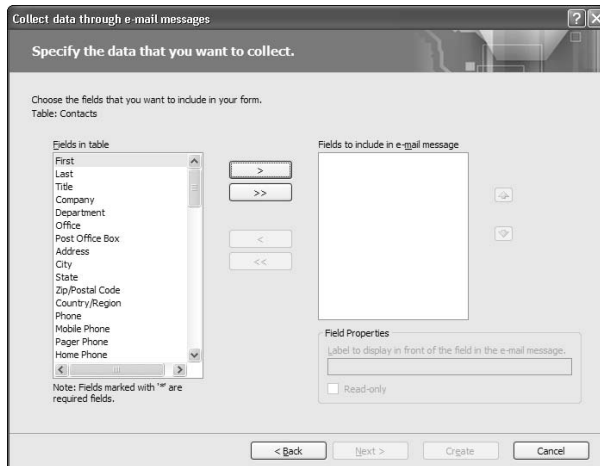 Collect data through e-mail messages
Specify the data that you want to collect.
Choose the fields that you want to include in your form.
Table: Contacts
Fields in table
First
Last
Title
Company
Department
Office
Post Office Box
Address
City
State
Zip/Postal Code
Country/Region
Phone
Mobile Phone
Pager Phone
Home Phone
Note: Fields marked with '*' are
required fields.
>
>>
<
<<
Fields to include in e-mail message
Field Properties
Label to display in front of the field in the e-mail message.
Read-only
< Back
Next >
Create
Cancel